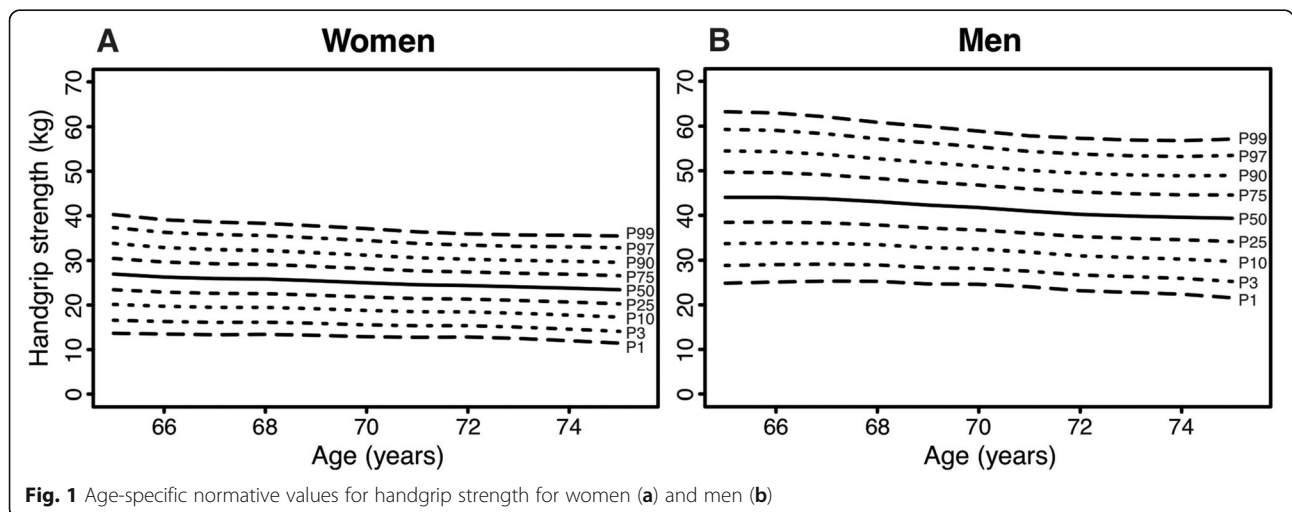 A Women
Handgrip strength (kg)
70
60
50
40
30
20
10
0
P99
P97
P90
P75
P50
P25
P10
P3
P1
66 68 70 72 74
Age (years)
B Men
70
60
50
40
30
20
10
0
P99
P97
P90
P75
P50
P25
P10
P3
P1
66 68 70 72 74
Age (years)
Fig. 1 Age-specific normative values for handgrip strength for women (a) and men (b)